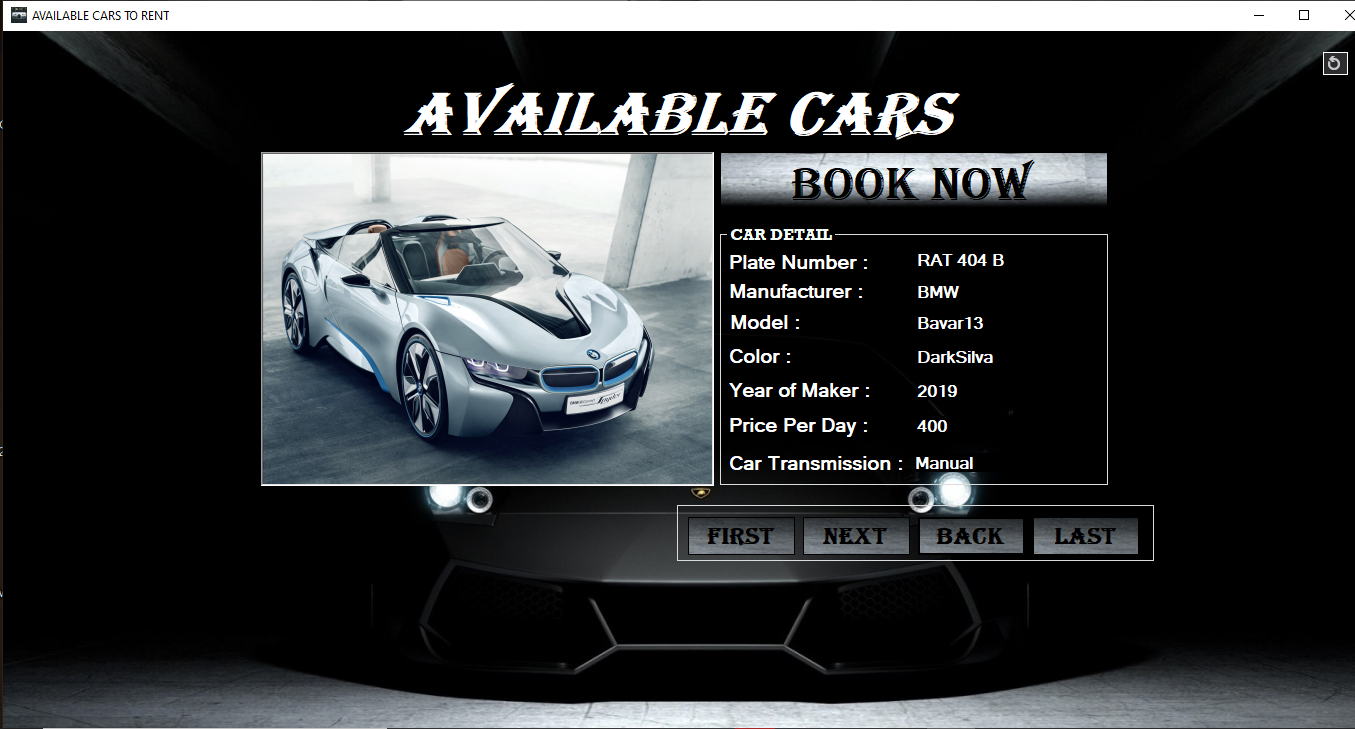 AVAILABLE CARS TO RENT
AVAILABLE CARS
BOOK NOW
CAR DETAIL
Plate Number : RAT 404 B
Manufacturer : BMW
Model : Bavar13
Color : DarkSilva
Year of Maker : 2019
Price Per Day : 400
Car Transmission : Manual
FIRST NEXT BACK LAST